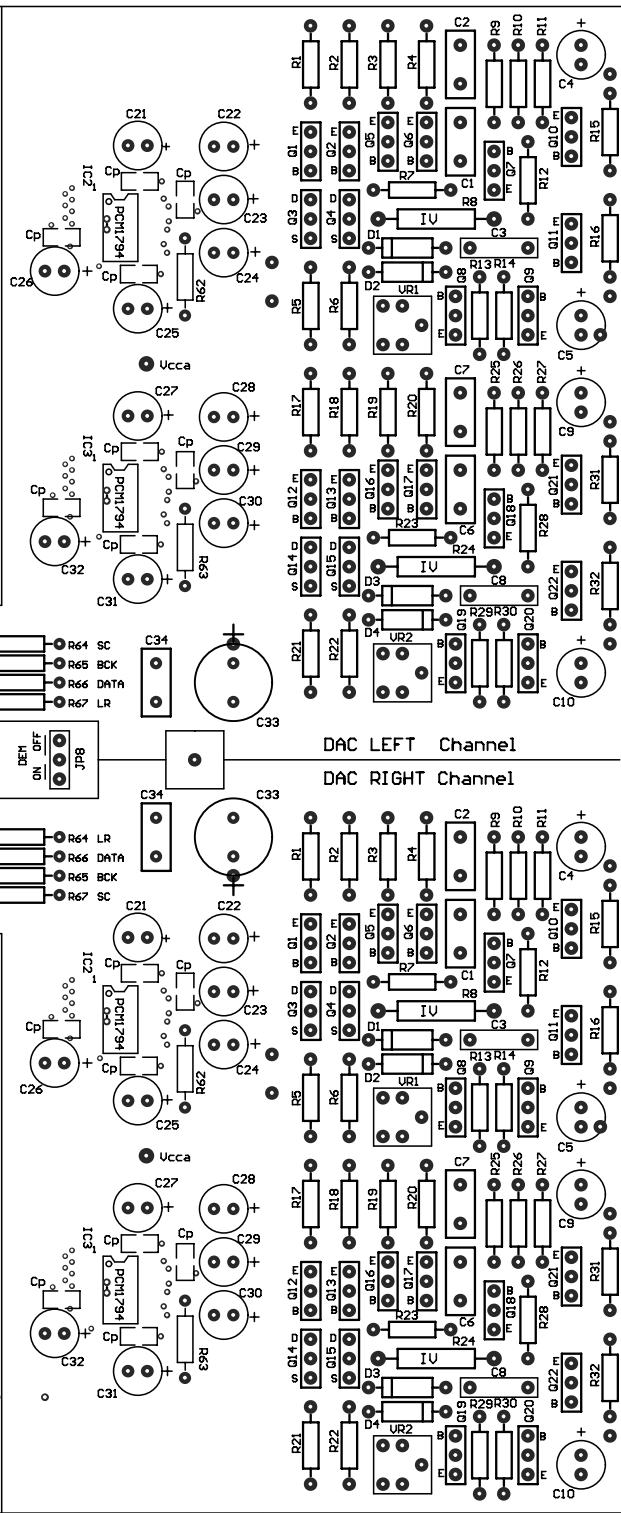 C2 R9 R10 R11 +
R1 R2 R3 R4 C4
C21 C22
+ +
E Q1 B E Q2 B E Q5 B E Q6 B E Q10 B R15
IC2 1 Cp Cp C1 B Q7 E R12
R7
PCM1794 + C23 D Q3 S D Q4 S R8 IV
E Q11 B R16
Cp D1 C3
C26 + Cp R62 + C24 D2 R13 R14
C25 + R5 R6 VR1 B Q8 E Q9 B E + C5
Vcca
C27 C28 C7 R25 R26 R27 +
+ + R17 R18 R19 R20 C9
C29
IC3 1 Cp Cp + E Q16 B E Q17 B E Q21 B R31
E Q12 B E Q13 B C6 B Q18 E R28
Cp PCM1794 C30 + R23
R24
C32 + Cp R63 D Q14 S D Q15 S IV
E Q22 B R32
C31 + D3 C8
D4 Q19 R29 R30 Q20
R21 R22 VR2 B E B E + C10
R64 SC
R65 BCK
R66 DATA
R67 LR
C34 + C33
DEM ON OFF JP8
DAC LEFT Channel
DAC RIGHT Channel
C34 C33 +
R64 LR
R66 DATA
R65 BCK
R67 SC
C2 R9 R10 R11 +
R1 R2 R3 R4 C4
C21 C22
+ +
E Q1 B E Q2 B E Q5 B E Q6 B E Q10 B R15
IC2 1 Cp Cp C1 B Q7 E R12
R7
PCM1794 + C23 D Q3 S D Q4 S R8 IV
E Q11 B R16
Cp D1 C3
C26 + Cp R62 + C24 D2 R13 R14
C25 + R5 R6 VR1 B Q8 E Q9 B E + C5
Vcca
C27 C28 C7 R25 R26 R27 +
+ + R17 R18 R19 R20 C9
C29
IC3 1 Cp Cp + E Q16 B E Q17 B E Q21 B R31
E Q12 B E Q13 B C6 B Q18 E R28
Cp PCM1794 C30 + R23
R24
C32 + Cp R63 D Q14 S D Q15 S IV
E Q22 B R32
C31 + D3 C8
D4 Q19 R29 R30 Q20
R21 R22 VR2 B E B E + C10